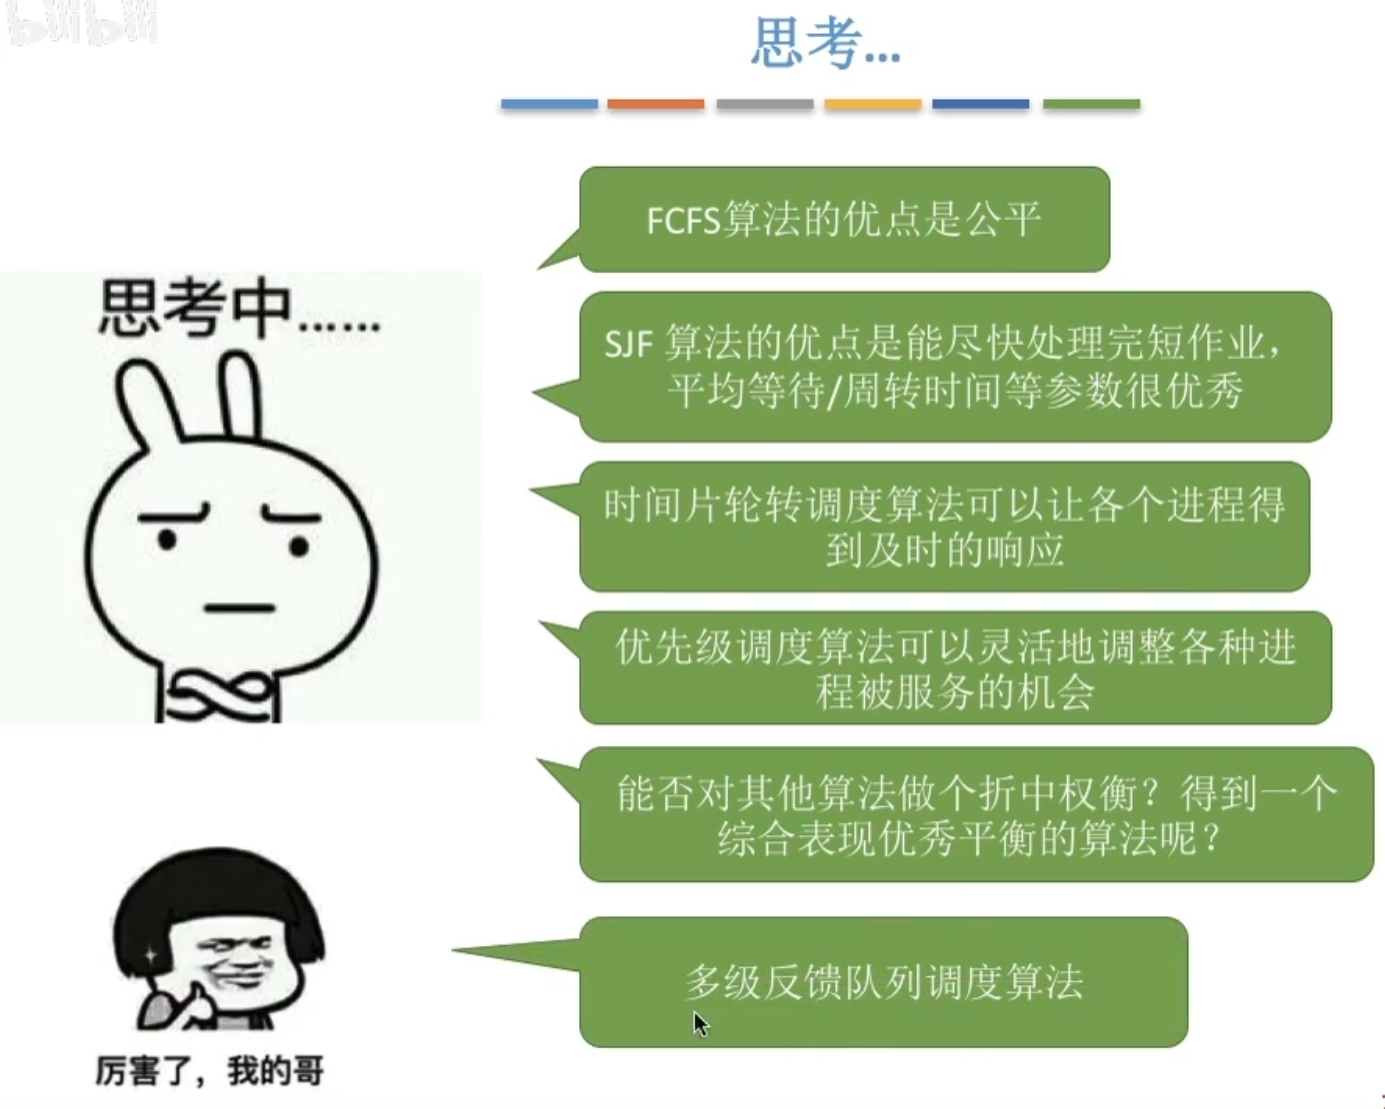 bilibili
思考...
FCFS算法的优点是公平
思考中......
SJF 算法的优点是能尽快处理完短作业，
平均等待/周转时间等参数很优秀
时间片轮转调度算法可以让各个进程得
到及时的响应
优先级调度算法可以灵活地调整各种进
程被服务的机会
能否对其他算法做个折中权衡？得到一个
综合表现优秀平衡的算法呢？
多级反馈队列调度算法
厉害了，我的哥